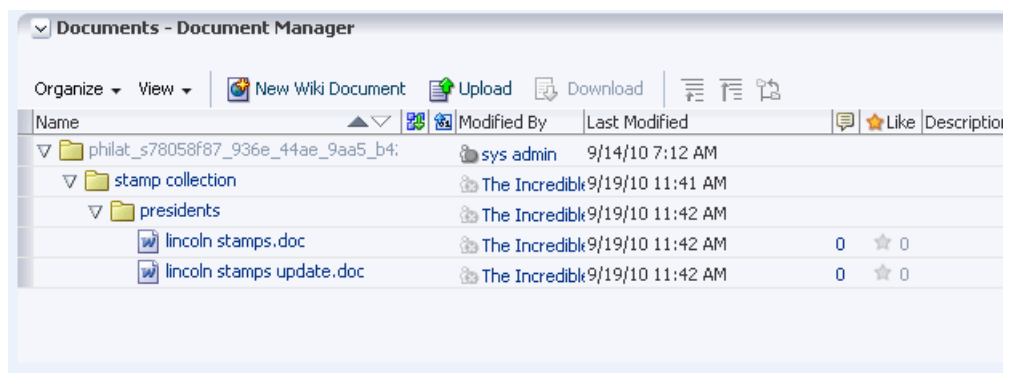 Documents - Document Manager
Organize View New Wiki Document Upload Download
Name Modified By Last Modified Like Description
philat_s78058f87_936e_44ae_9aa5_b4 sys admin 9/14/10 7:12 AM
stamp collection The Incredible 9/19/10 11:41 AM
presidents The Incredible 9/19/10 11:42 AM
lincoln stamps.doc The Incredible 9/19/10 11:42 AM 0 0
lincoln stamps update.doc The Incredible 9/19/10 11:42 AM 0 0